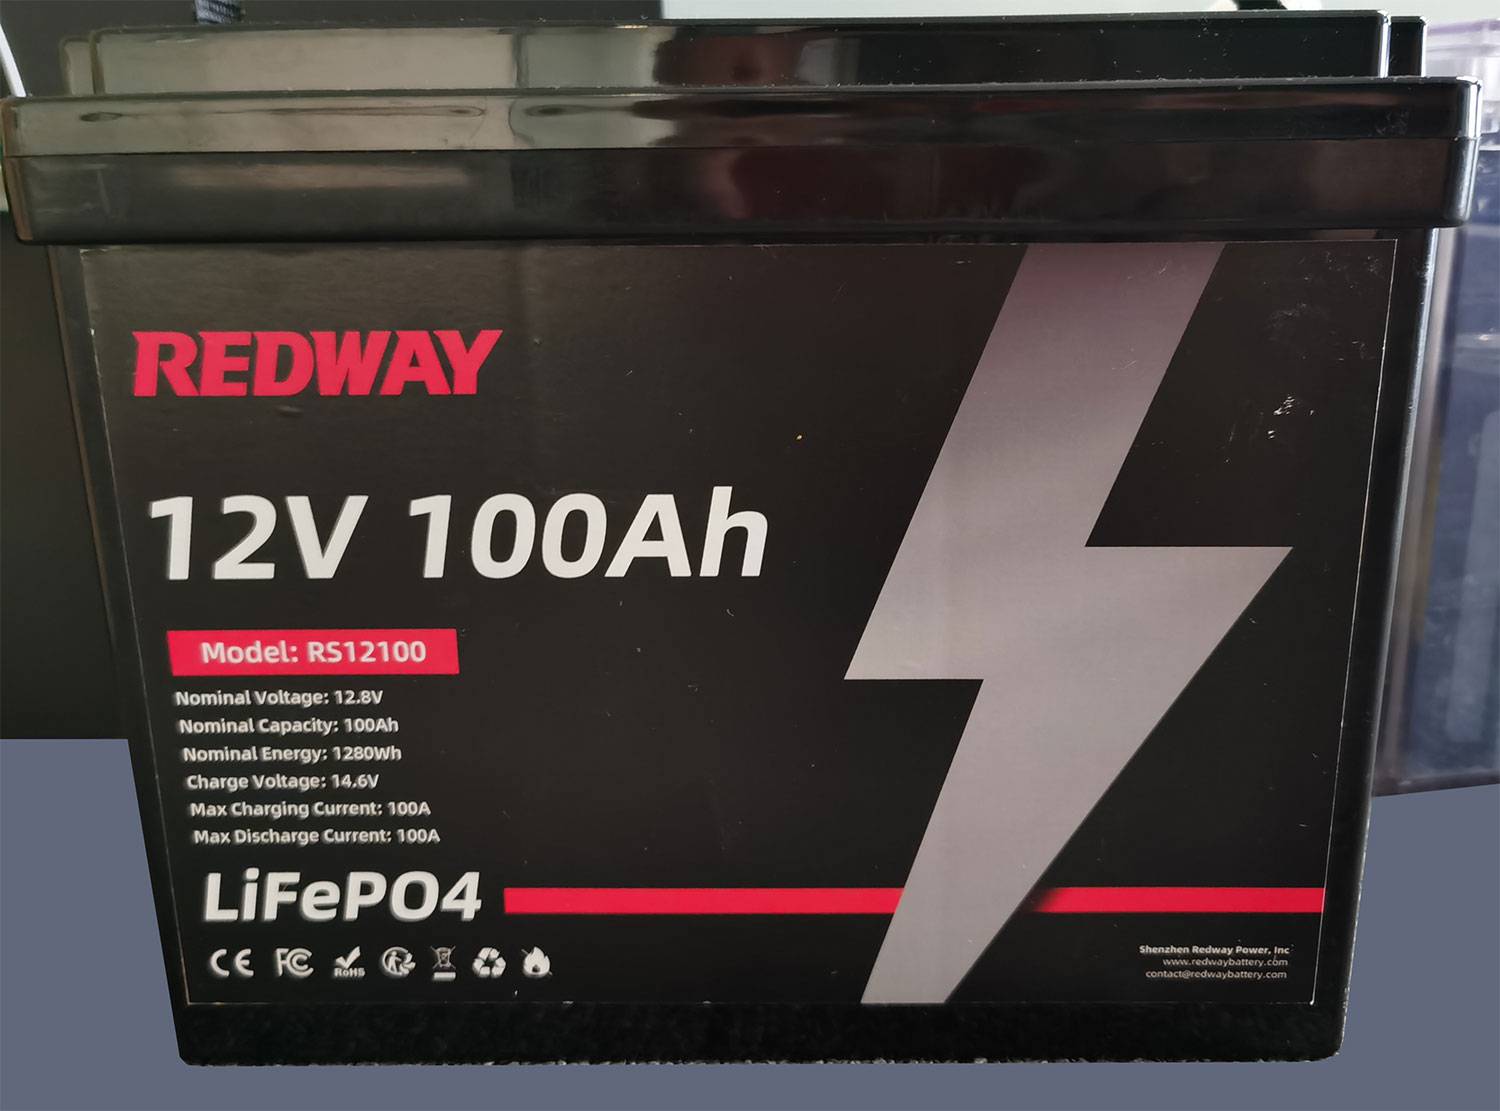 REDWAY
12V 100Ah
Model: RS12100
Nominal Voltage: 12.8V
Nominal Capacity: 100Ah
Nominal Energy: 1280Wh
Charge Voltage: 14.6V
Max Charging Current: 100A
Max Discharge Current: 100A
LiFePO4
CE FC RoHS
Shenzhen Redway Power, Inc
www.redwaybattery.com
contact@redwaybattery.com